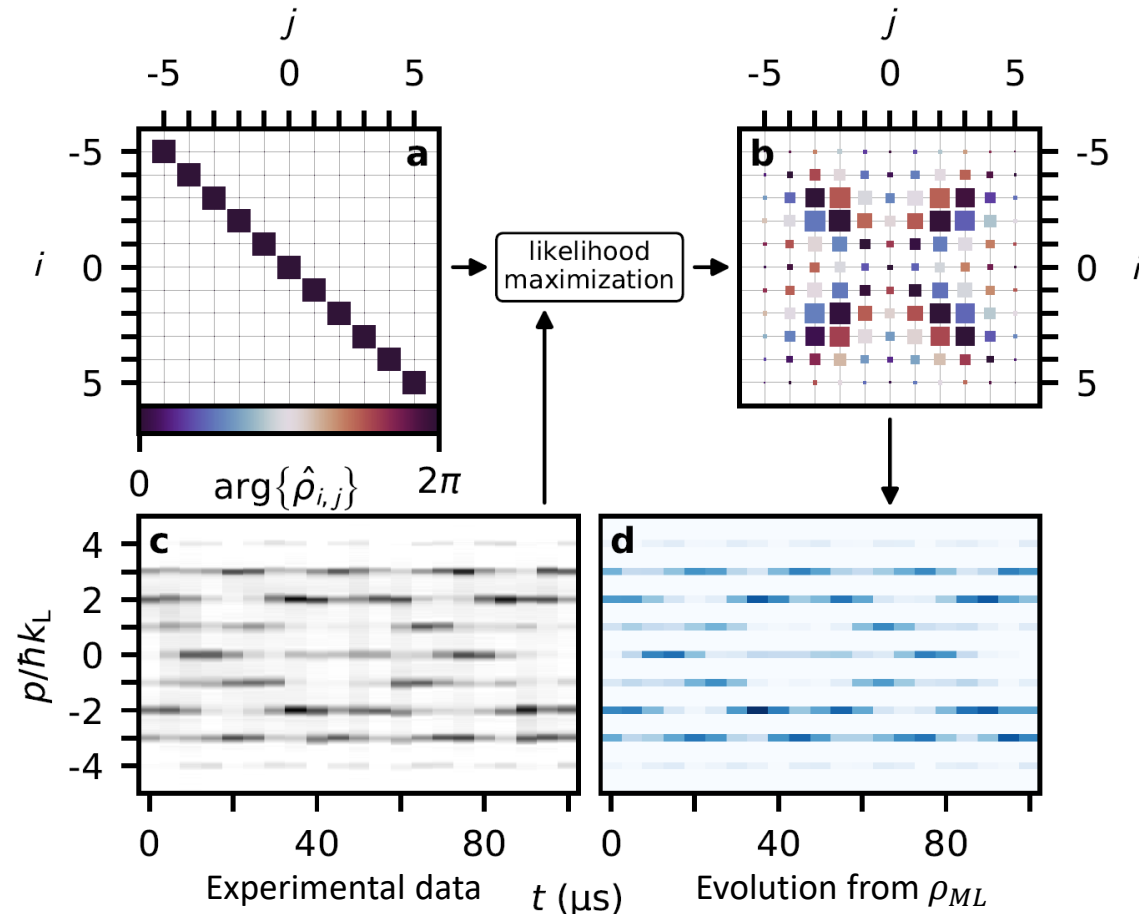 j
-5 0 5
a
i
-5
0
5
0 arg{ρ̂i,j} 2π
likelihood
maximization
j
-5 0 5
b
-5
0
5
i
c
p/ħkL
4
2
0
-2
-4
0 40 80
Experimental data
t (μs)
d
0 40 80
Evolution from ρML